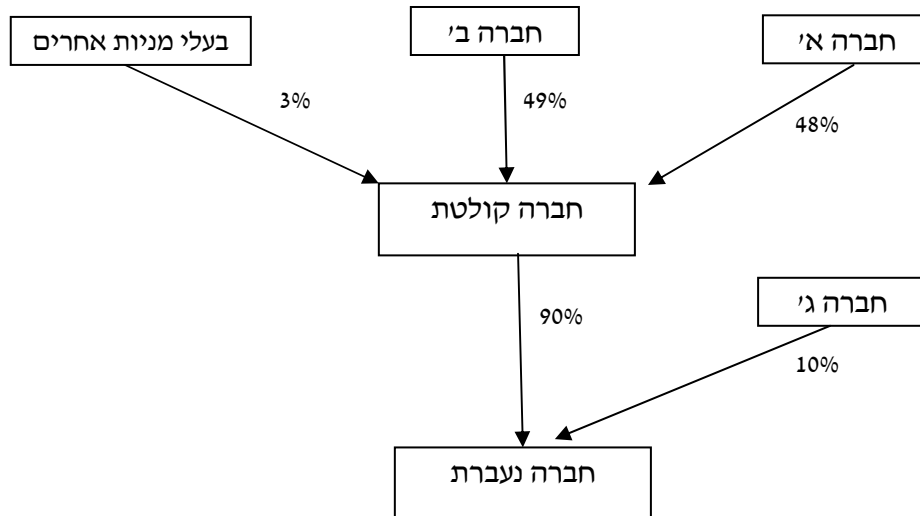 חברה א'
חברה ב'
בעלי מניות אחרים
48%
49%
3%
חברה קולטת
90%
חברה ג'
10%
חברה נעברת